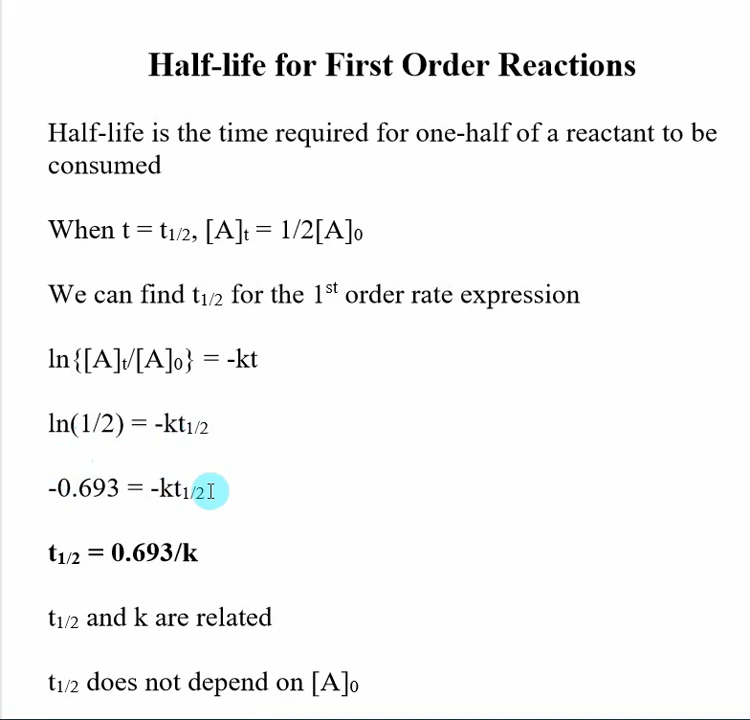 Half-life for First Order Reactions
Half-life is the time required for one-half of a reactant to be
consumed
When t = t1/2, [A]t = 1/2[A]0
We can find t1/2 for the 1st order rate expression
ln{[A]t/[A]0} = -kt
ln(1/2) = -kt1/2
-0.693 = -kt1/2
t1/2 = 0.693/k
t1/2 and k are related
t1/2 does not depend on [A]0